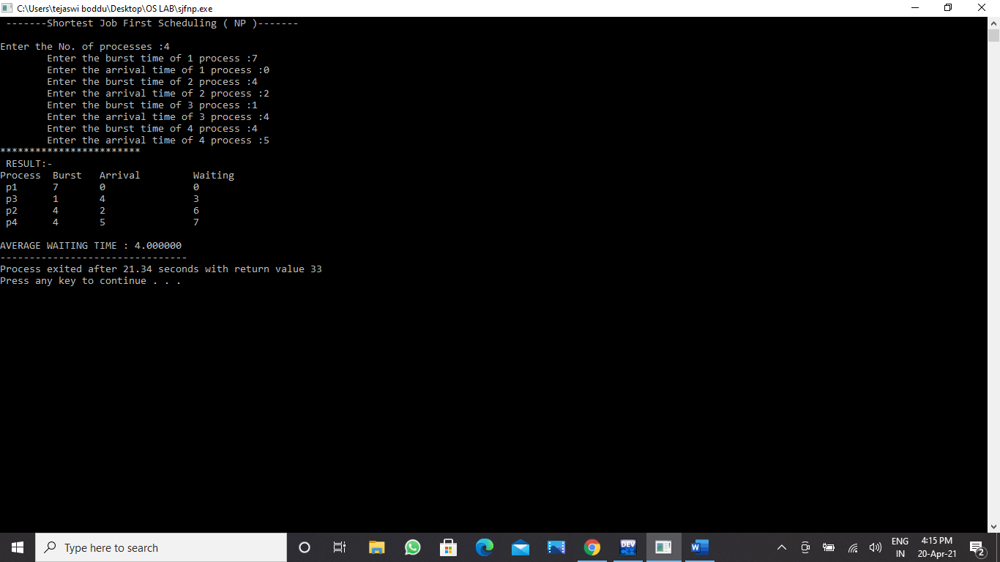 C:\Users\tejaswi boddu\Desktop\OS LAB\sjfnp.exe
-------Shortest Job First Scheduling ( NP )-------
Enter the No. of processes :4
Enter the burst time of 1 process :7
Enter the arrival time of 1 process :0
Enter the burst time of 2 process :4
Enter the arrival time of 2 process :2
Enter the burst time of 3 process :1
Enter the arrival time of 3 process :4
Enter the burst time of 4 process :4
Enter the arrival time of 4 process :5
************************
RESULT:-
Process Burst Arrival Waiting
p1 7 0 0
p3 1 4 3
p2 4 2 6
p4 4 5 7
AVERAGE WAITING TIME : 4.000000
--------------------------------
Process exited after 21.34 seconds with return value 33
Press any key to continue . . .
Type here to search
DEV
W
ENG
IN
4:15 PM
20-Apr-21
2